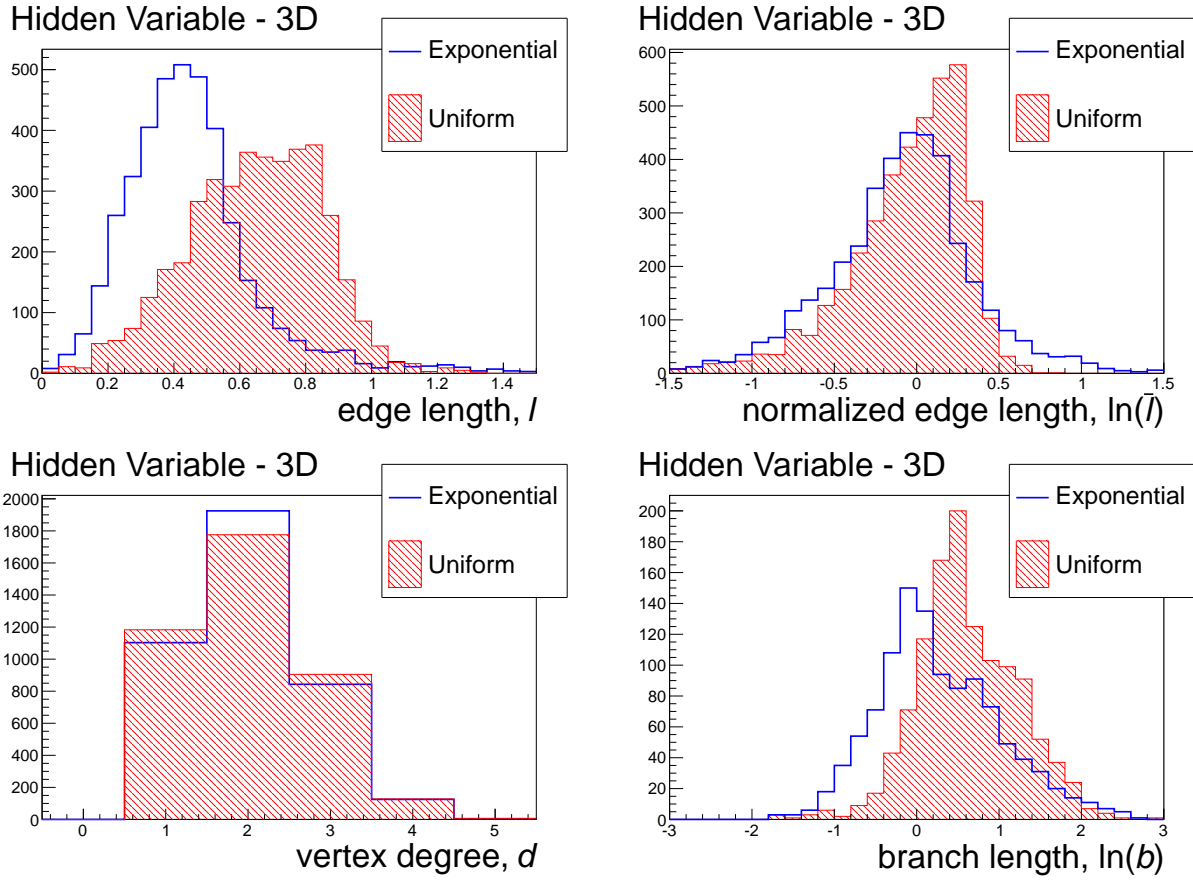 Hidden Variable - 3D
Exponential
Uniform
500
400
300
200
100
0
0 0.2 0.4 0.6 0.8 1 1.2 1.4
edge length, l
Hidden Variable - 3D
Exponential
Uniform
600
500
400
300
200
100
0
-1.5 -1 -0.5 0 0.5 1 1.5
normalized edge length, ln(l̄)
Hidden Variable - 3D
Exponential
Uniform
2000
1800
1600
1400
1200
1000
800
600
400
200
0
0 1 2 3 4 5
vertex degree, d
Hidden Variable - 3D
Exponential
Uniform
200
180
160
140
120
100
80
60
40
20
0
-3 -2 -1 0 1 2 3
branch length, ln(b)